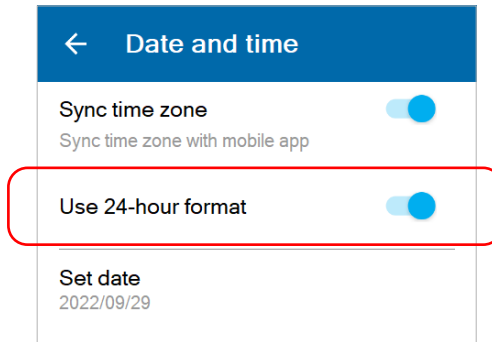 Date and time
Sync time zone
Sync time zone with mobile app
Use 24-hour format
Set date
2022/09/29